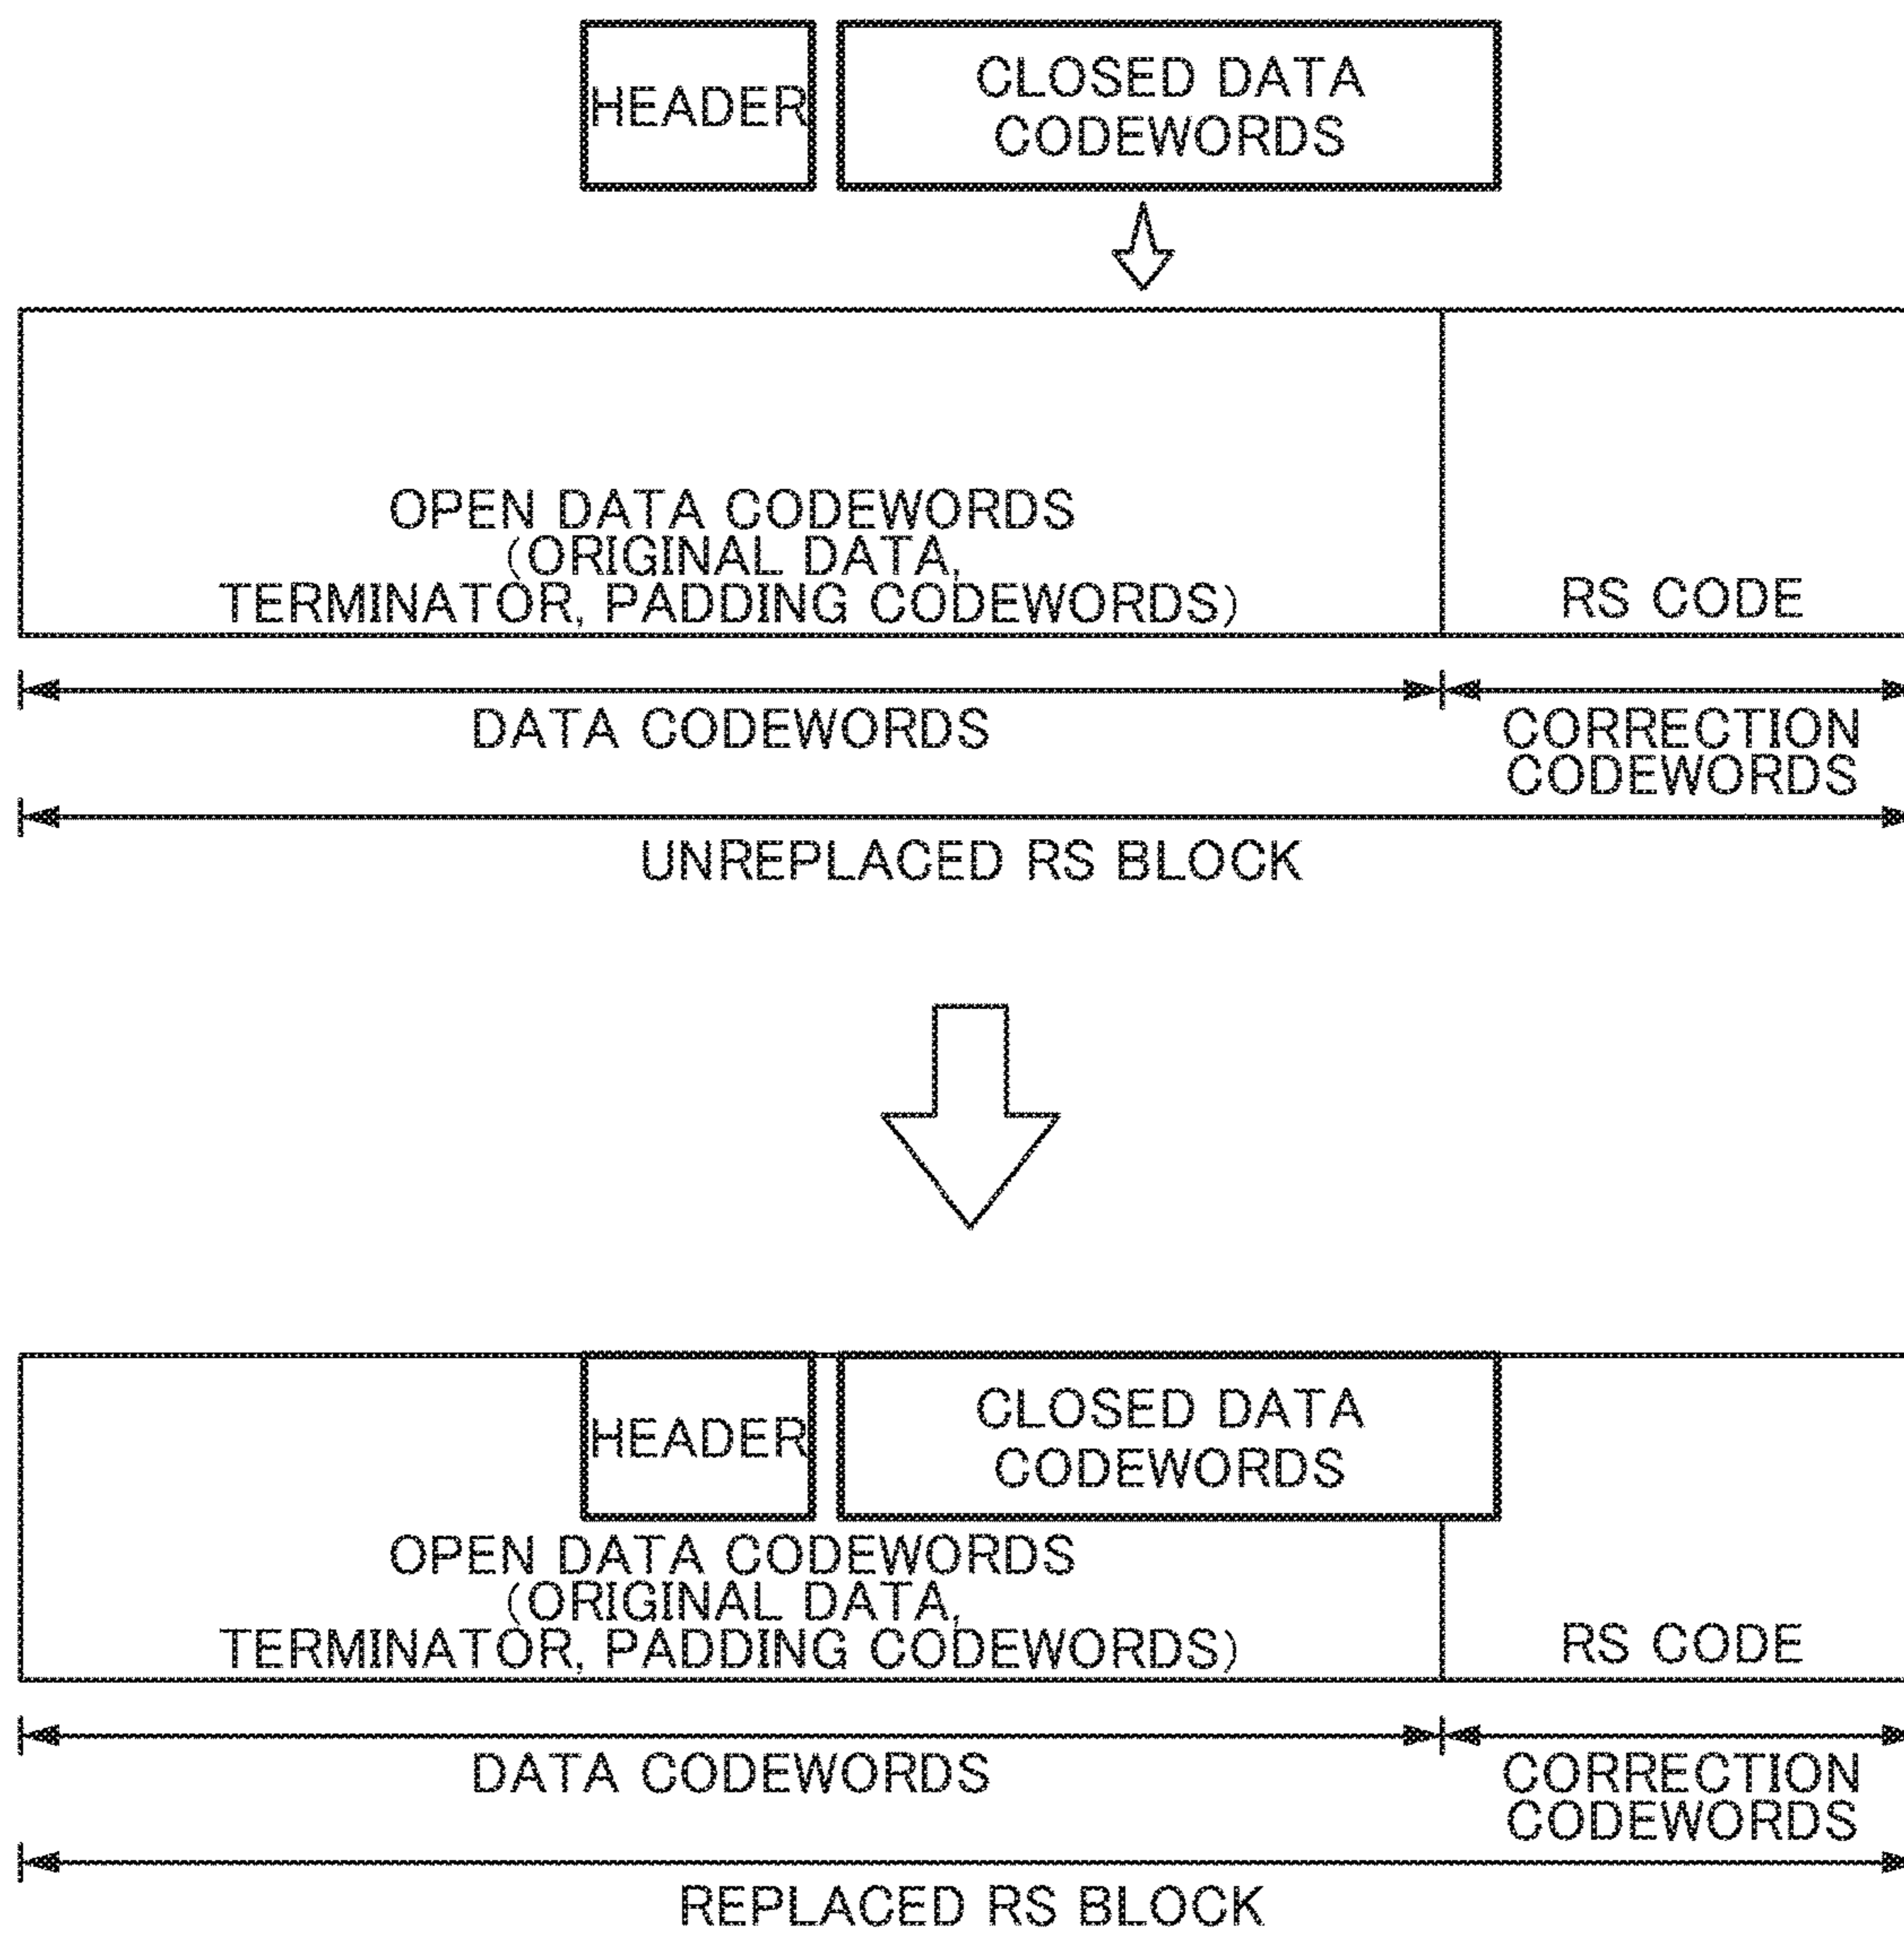 HEADER
CLOSED DATA
CODEWORDS
OPEN DATA CODEWORDS
(ORIGINAL DATA,
TERMINATOR, PADDING CODEWORDS)
RS CODE
DATA CODEWORDS
CORRECTION
CODEWORDS
UNREPLACED RS BLOCK
HEADER
CLOSED DATA
CODEWORDS
OPEN DATA CODEWORDS
(ORIGINAL DATA,
TERMINATOR, PADDING CODEWORDS)
RS CODE
DATA CODEWORDS
CORRECTION
CODEWORDS
REPLACED RS BLOCK